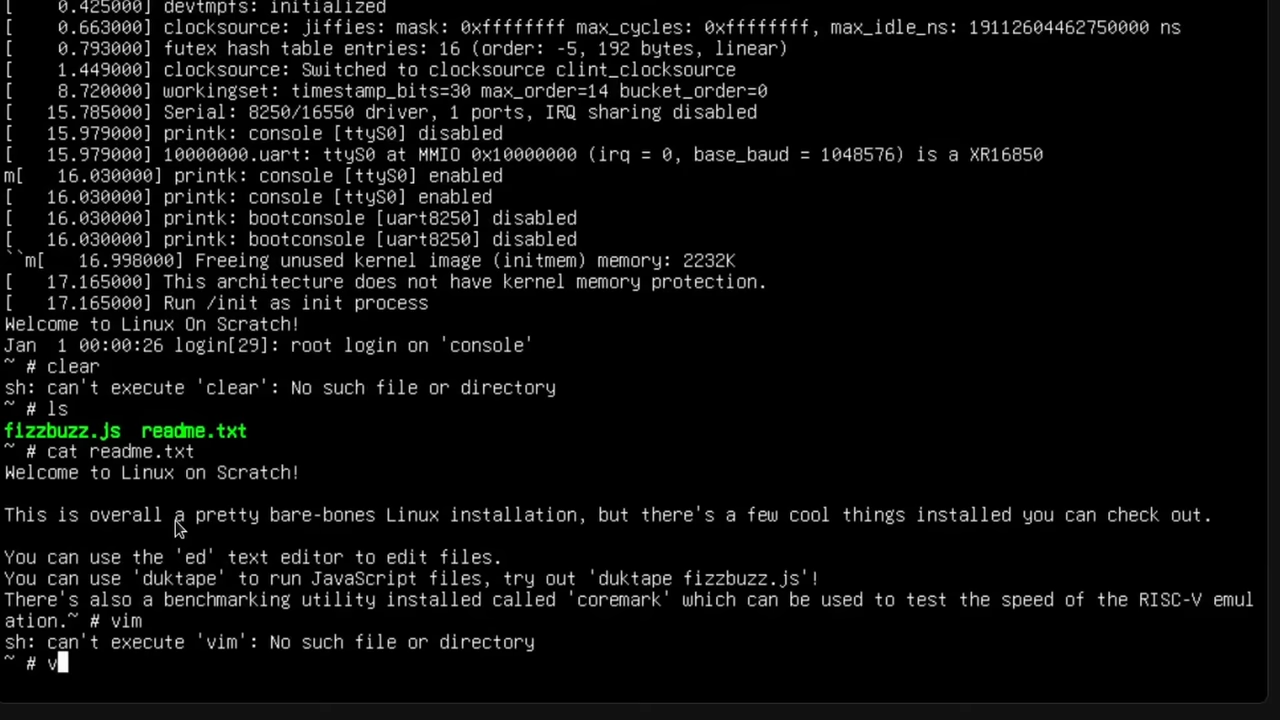 [    0.425000] devtmpfs: initialized
[    0.663000] clocksource: jiffies: mask: 0xffffffff max_cycles: 0xffffffff, max_idle_ns: 19112604462750000 ns
[    0.793000] futex hash table entries: 16 (order: -5, 192 bytes, linear)
[    1.449000] clocksource: Switched to clocksource clint_clocksource
[    8.720000] workingset: timestamp_bits=30 max_order=14 bucket_order=0
[   15.785000] Serial: 8250/16550 driver, 1 ports, IRQ sharing disabled
[   15.979000] printk: console [ttyS0] disabled
[   15.979000] 10000000.uart: ttyS0 at MMIO 0x10000000 (irq = 0, base_baud = 1048576) is a XR16850
m[   16.030000] printk: console [ttyS0] enabled
[   16.030000] printk: console [ttyS0] enabled
[   16.030000] printk: bootconsole [uart8250] disabled
[   16.030000] printk: bootconsole [uart8250] disabled
``m[   16.998000] Freeing unused kernel image (initmem) memory: 2232K
[   17.165000] This architecture does not have kernel memory protection.
[   17.165000] Run /init as init process
Welcome to Linux On Scratch!
Jan  1 00:00:26 login[29]: root login on 'console'
~ # clear
sh: can't execute 'clear': No such file or directory
~ # ls
fizzbuzz.js  readme.txt
~ # cat readme.txt
Welcome to Linux on Scratch!
This is overall a pretty bare-bones Linux installation, but there's a few cool things installed you can check out.
You can use the 'ed' text editor to edit files.
You can use 'duktape' to run JavaScript files, try out 'duktape fizzbuzz.js'!
There's also a benchmarking utility installed called 'coremark' which can be used to test the speed of the RISC-V emul
ation.~ # vim
sh: can't execute 'vim': No such file or directory
~ # v